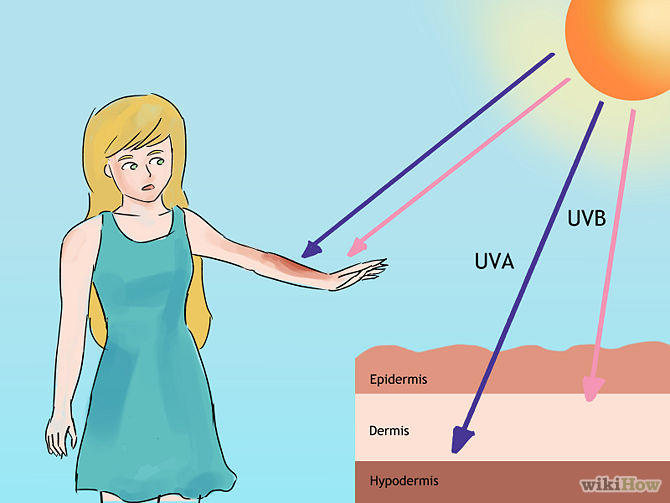 UVB
UVA
Epidermis
Dermis
Hypodermis
wikiHow